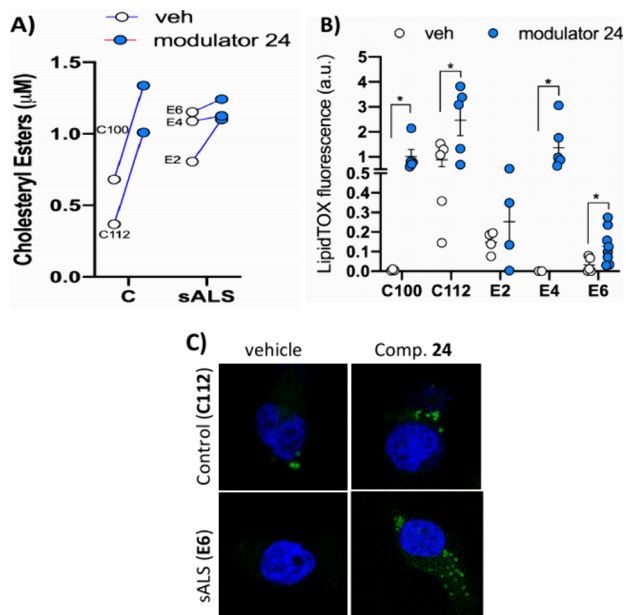 A)
veh
modulator 24
Cholesteryl Esters (μM)
1.5
1.0
0.5
0.0
C100
C112
E6
E4
E2
C
sALS
B)
veh
modulator 24
LipidTOX fluorescence (a.u.)
5
4
3
2
1
0.5
0.4
0.3
0.2
0.1
0.0
*
*
*
*
C100
C112
E2
E4
E6
C)
vehicle
Comp. 24
Control (C112)
sALS (E6)